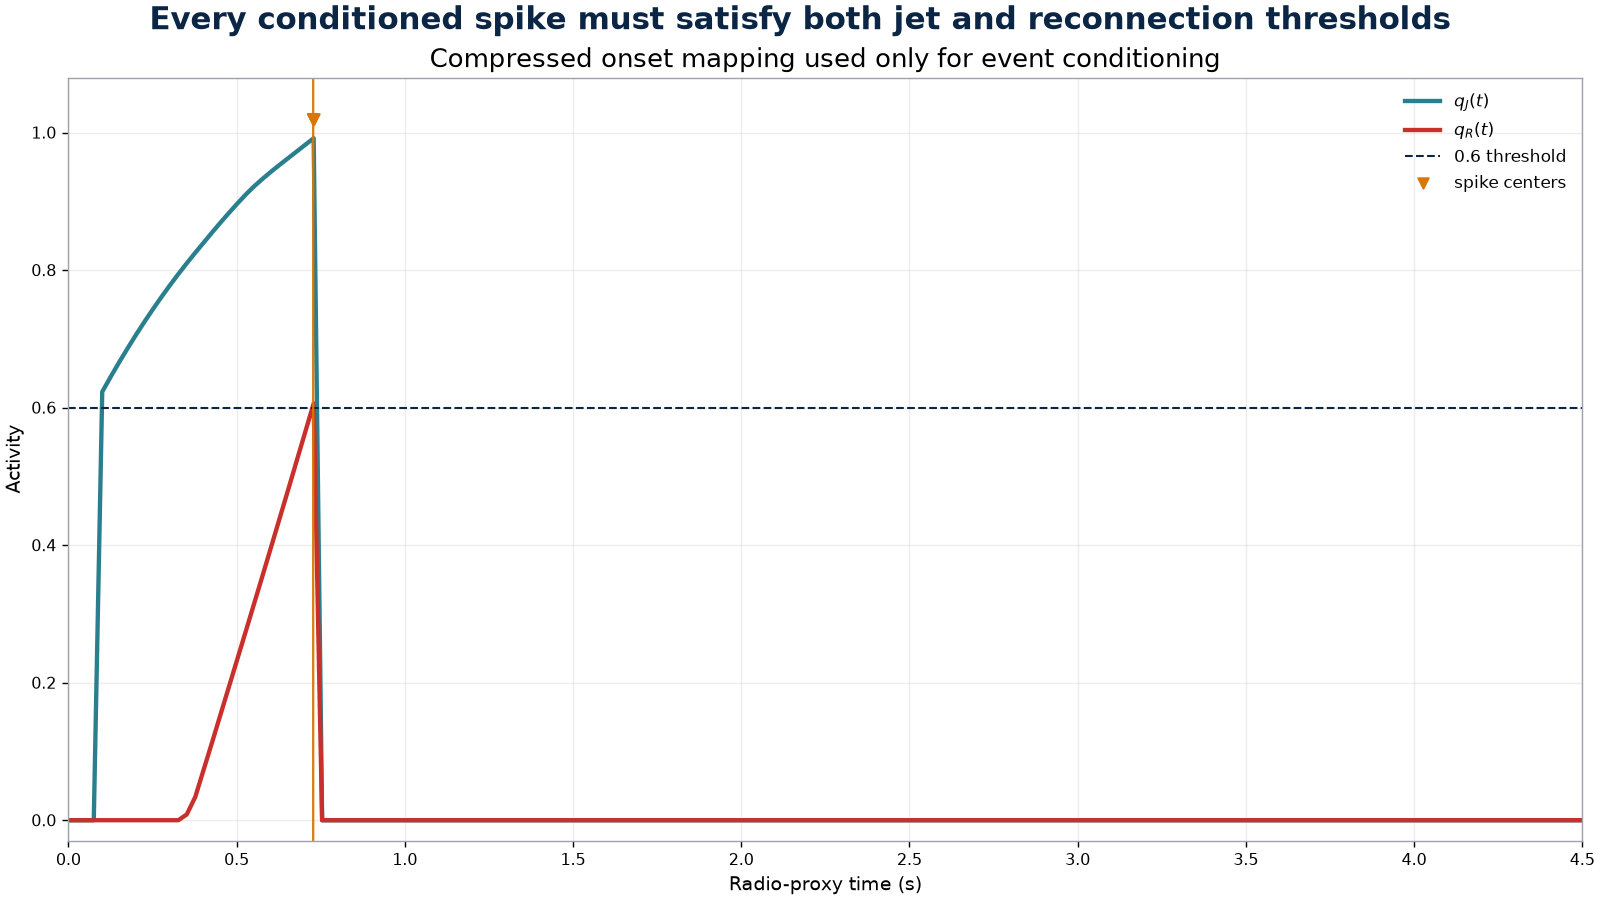 Every conditioned spike must satisfy both jet and reconnection thresholds
Compressed onset mapping used only for event conditioning
q_J(t)
q_R(t)
0.6 threshold
spike centers
Activity
1.0
0.8
0.6
0.4
0.2
0.0
0.0 0.5 1.0 1.5 2.0 2.5 3.0 3.5 4.0 4.5
Radio-proxy time (s)